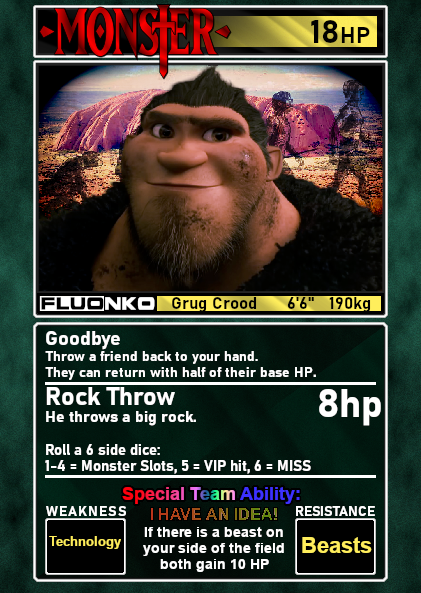 MONSTER
18HP
FLUONKO
Grug Crood 6'6" 190kg
Goodbye
Throw a friend back to your hand.
They can return with half of their base HP.
Rock Throw
8hp
He throws a big rock.
Roll a 6 side dice:
1-4 = Monster Slots, 5 = VIP hit, 6 = MISS
Special Team Ability:
I HAVE AN IDEA!
WEAKNESS
Technology
If there is a beast on
your side of the field
both gain 10 HP
RESISTANCE
Beasts